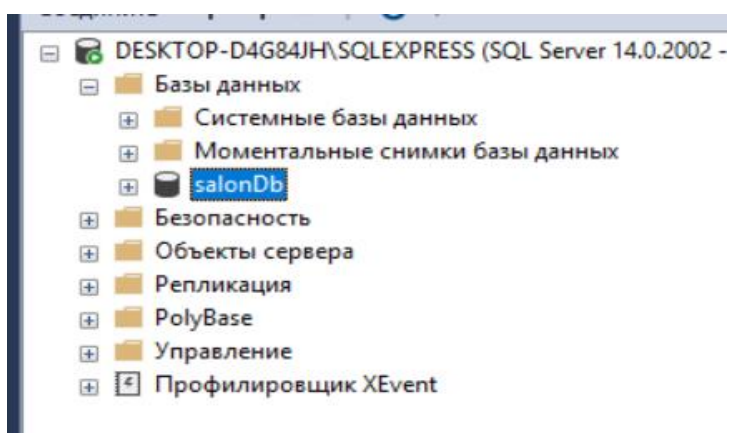 DESKTOP-D4G84JH\SQLEXPRESS (SQL Server 14.0.2002 -
Базы данных
Системные базы данных
Моментальные снимки базы данных
salonDb
Безопасность
Объекты сервера
Репликация
PolyBase
Управление
Профилировщик XEvent